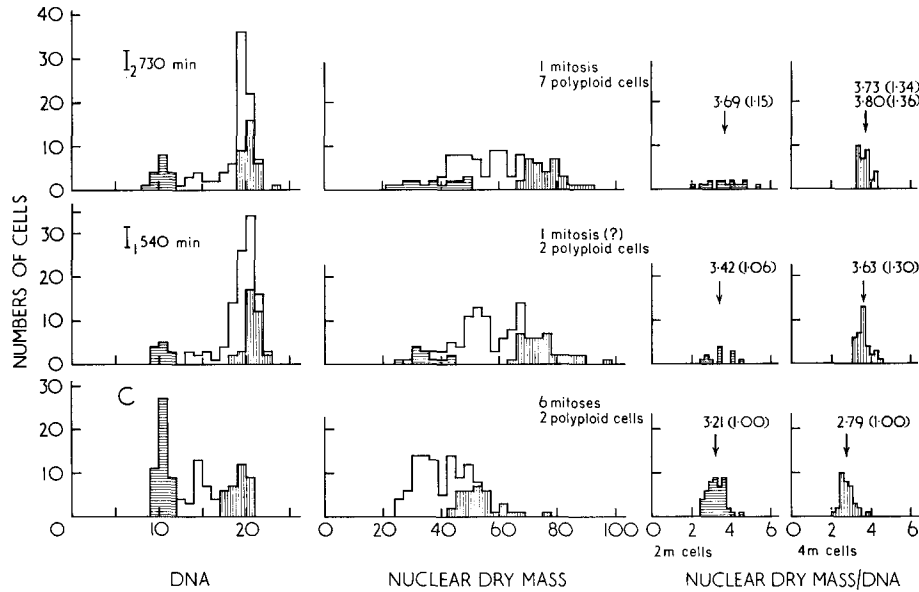 40
I₂ 730 min
30
20
10
0
1 mitosis
7 polyploid cells
3·69 (1·15)
3·73 (1·34)
3·80 (1·36)
NUMBERS OF CELLS
30
20
10
0
I₁ 540 min
1 mitosis (?)
2 polyploid cells
3·42 (1·06)
3·63 (1·30)
30
20
10
C
6 mitoses
2 polyploid cells
3·21 (1·00)
2·79 (1·00)
0 10 20 0 20 40 60 80 100 0 2 4 6 0 2 4 6
2m cells 4m cells
DNA NUCLEAR DRY MASS NUCLEAR DRY MASS/DNA